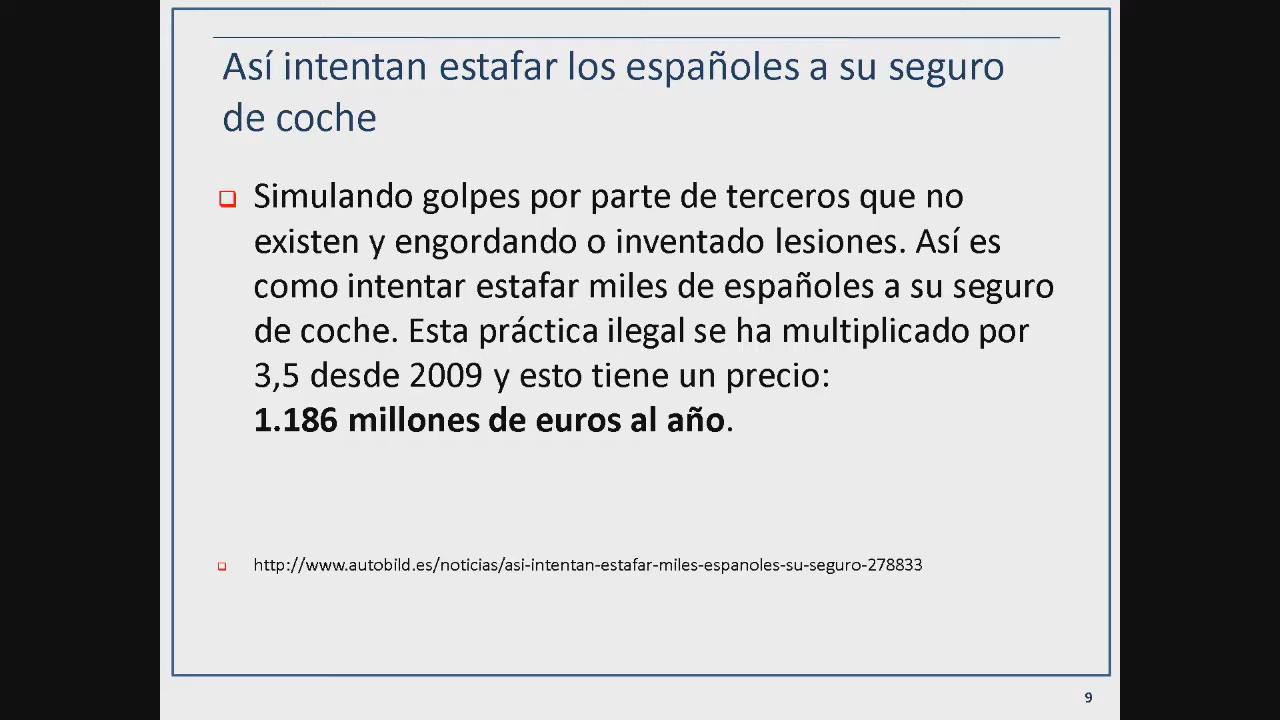 Así intentan estafar los españoles a su seguro
de coche
Simulando golpes por parte de terceros que no
existen y engordando o inventado lesiones. Así es
como intentar estafar miles de españoles a su seguro
de coche. Esta práctica ilegal se ha multiplicado por
3,5 desde 2009 y esto tiene un precio:
1.186 millones de euros al año.
http://www.autobild.es/noticias/asi-intentan-estafar-miles-espanoles-su-seguro-278833
9